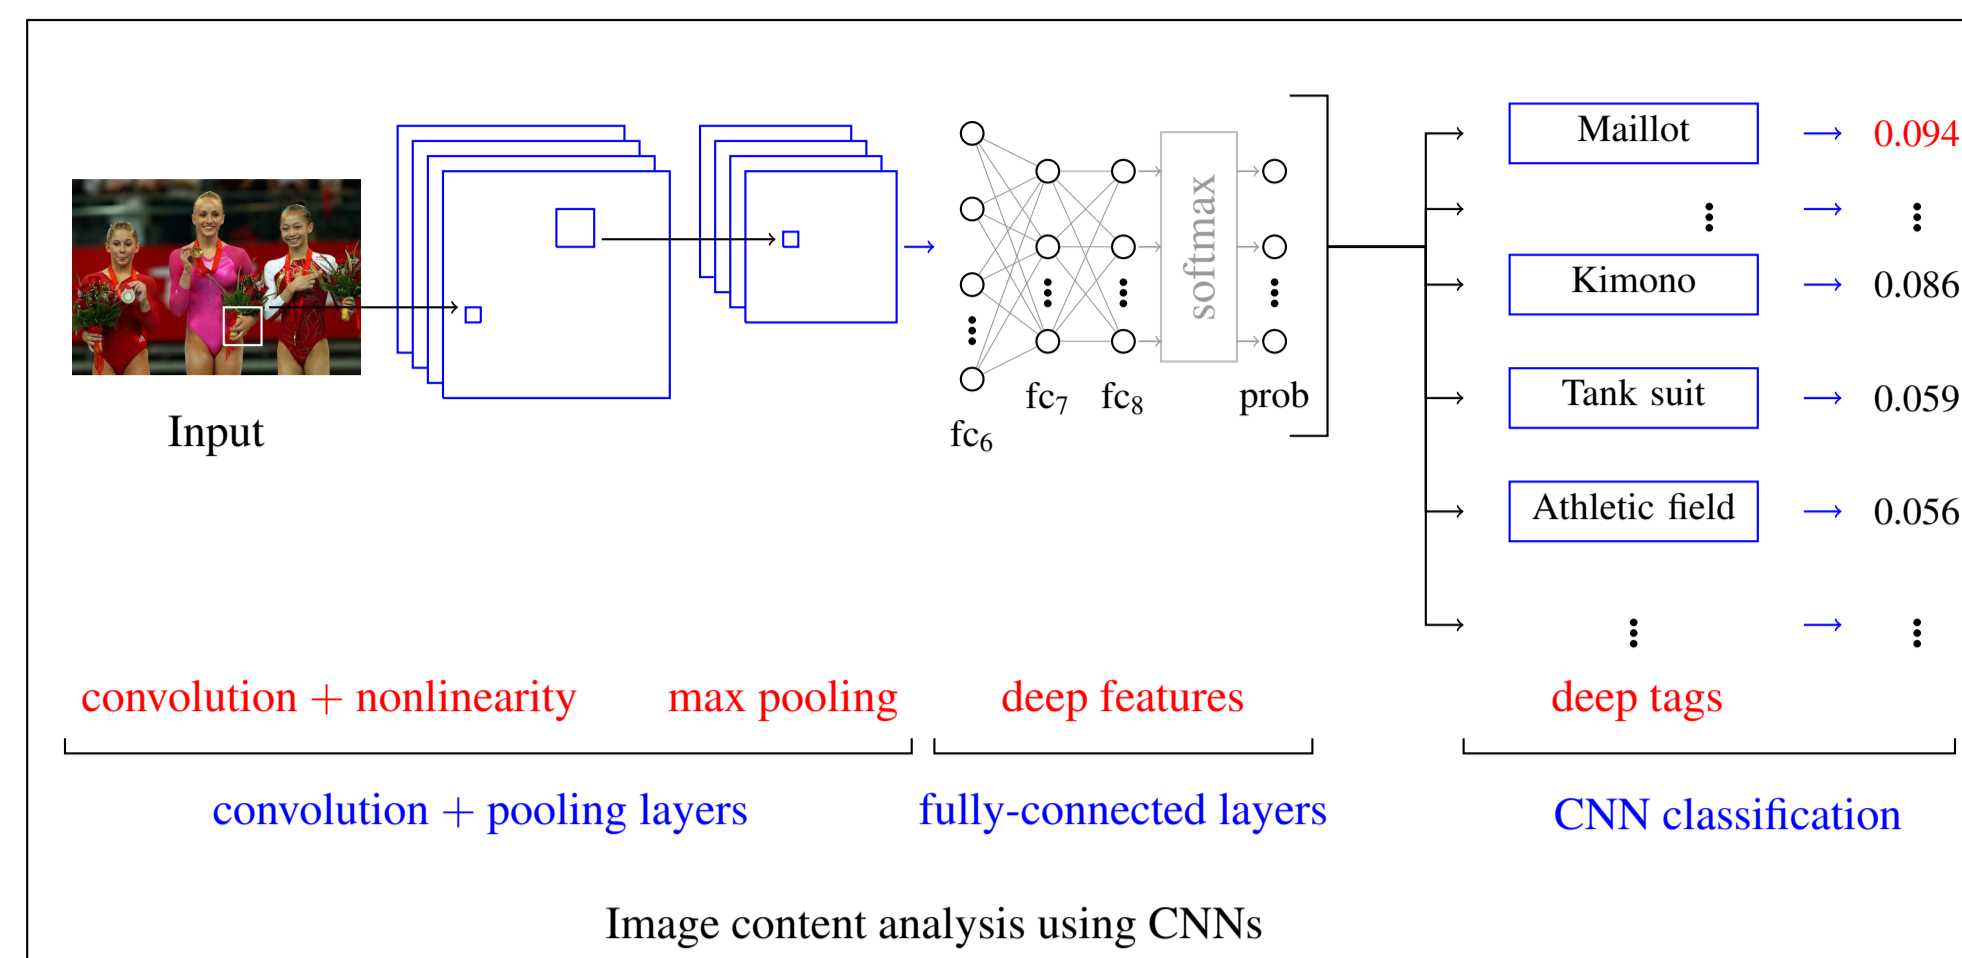 Input
fc6
fc7
fc8
softmax
prob
Maillot
0.094
Kimono
0.086
Tank suit
0.059
Athletic field
0.056
convolution + nonlinearity
max pooling
deep features
deep tags
convolution + pooling layers
fully-connected layers
CNN classification
Image content analysis using CNNs